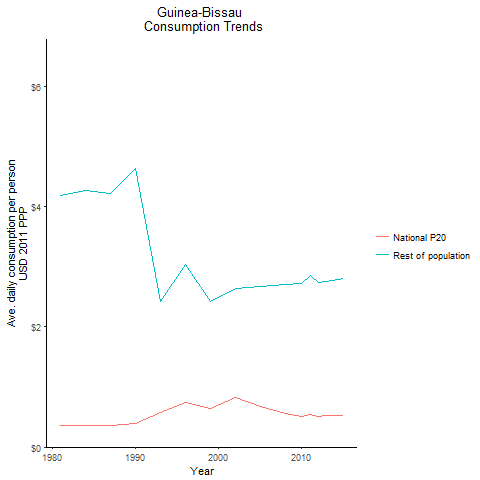 Guinea-Bissau
Consumption Trends
Ave. daily consumption per person
USD 2011 PPP
$6
$4
$2
$0
1980
1990
2000
2010
Year
National P20
Rest of population